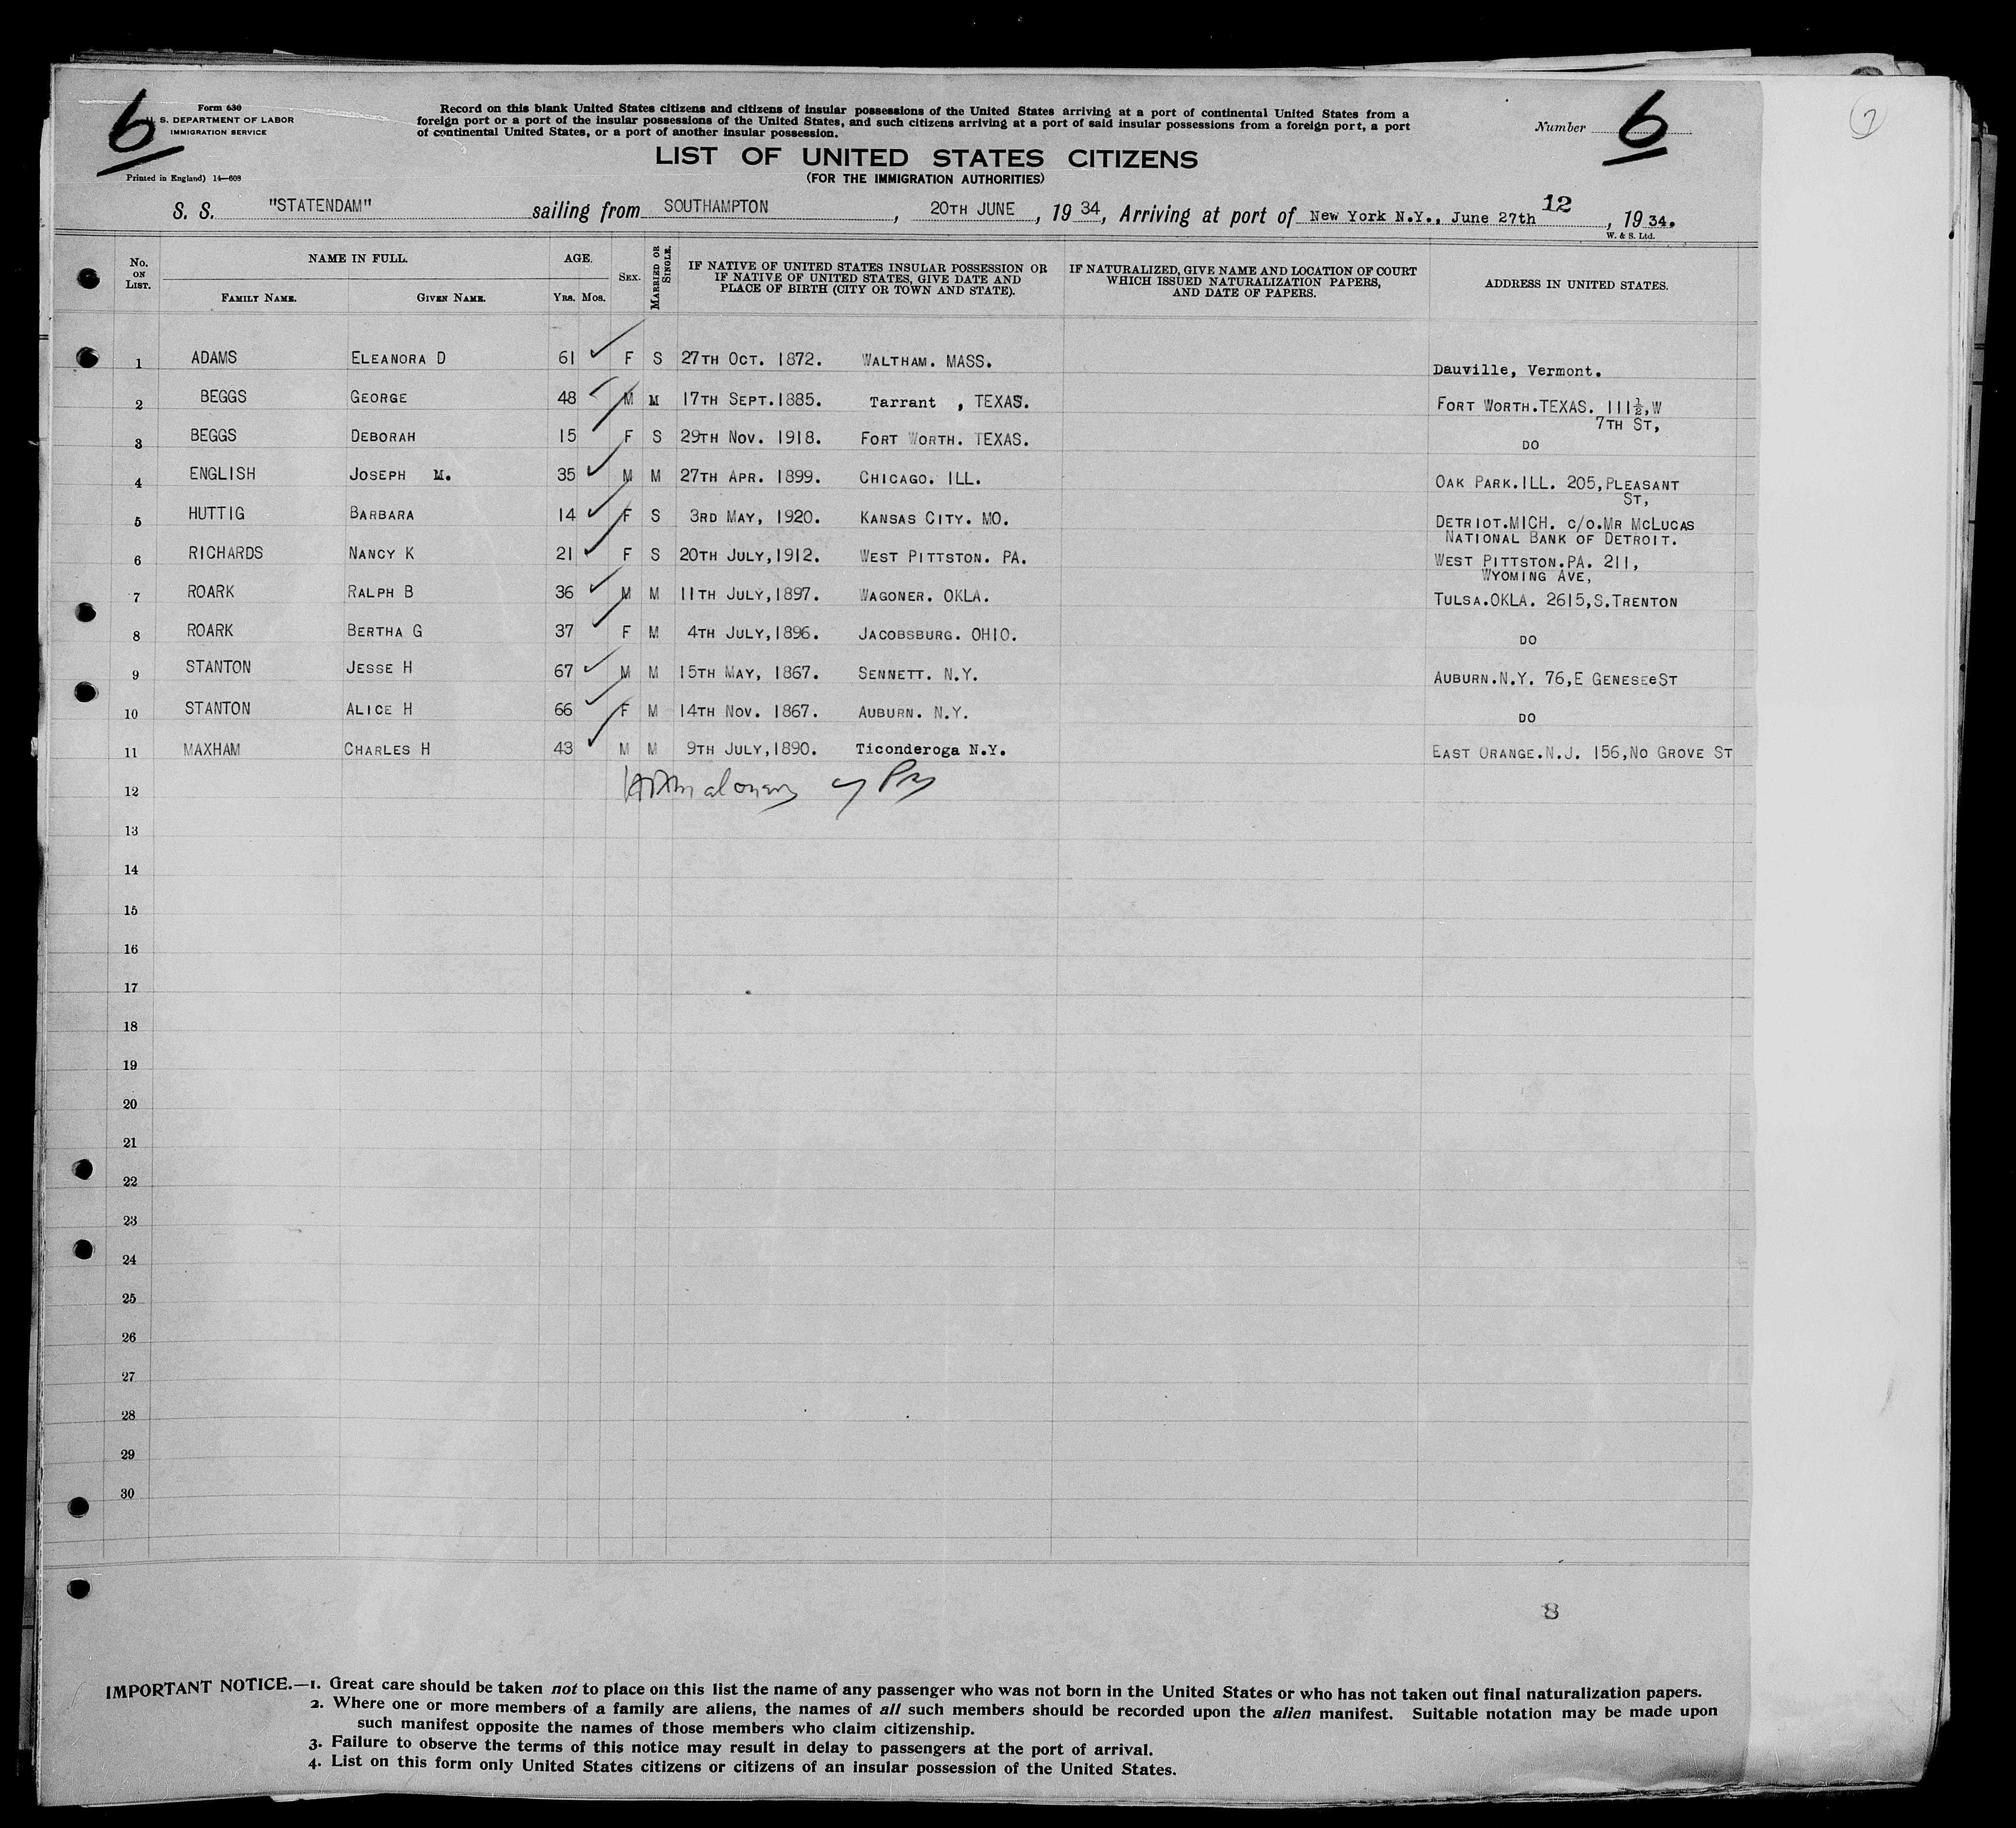 6
Form 630
U. S. DEPARTMENT OF LABOR
IMMIGRATION SERVICE
Printed in England) 14—608
Record on this blank United States citizens and citizens of insular possessions of the United States arriving at a port of continental United States from a
foreign port or a port of the insular possessions of the United States, and such citizens arriving at a port of said insular possessions from a foreign port, a port
of continental United States, or a port of another insular possession.
Number 6
7
LIST OF UNITED STATES CITIZENS
(FOR THE IMMIGRATION AUTHORITIES)
S. S. "STATENDAM" sailing from SOUTHAMPTON, 20TH JUNE, 1934, Arriving at port of New York N.Y., June 27th, 1934.
12
W. & S. Ltd.
No. ON LIST. NAME IN FULL. FAMILY NAME. GIVEN NAME. AGE. YRS. MOS. SEX. MARRIED OR SINGLE. IF NATIVE OF UNITED STATES INSULAR POSSESSION OR IF NATIVE OF UNITED STATES, GIVE DATE AND PLACE OF BIRTH (CITY OR TOWN AND STATE). IF NATURALIZED, GIVE NAME AND LOCATION OF COURT WHICH ISSUED NATURALIZATION PAPERS, AND DATE OF PAPERS. ADDRESS IN UNITED STATES.
1 ADAMS ELEANORA D 61 F S 27TH OCT. 1872. WALTHAM. MASS. Dauville, Vermont.
2 BEGGS GEORGE 48 M M 17TH SEPT.1885. Tarrant , TEXAS. FORT WORTH.TEXAS. 111½,W
7TH ST,
3 BEGGS DEBORAH 15 F S 29TH NOV. 1918. FORT WORTH. TEXAS. DO
4 ENGLISH JOSEPH M. 35 M M 27TH APR. 1899. CHICAGO. ILL. OAK PARK.ILL. 205,PLEASANT
ST,
5 HUTTIG BARBARA 14 F S 3RD MAY, 1920. KANSAS CITY. MO. DETRIOT.MICH. c/o.MR MCLUCAS
NATIONAL BANK OF DETROIT.
6 RICHARDS NANCY K 21 F S 20TH JULY,1912. WEST PITTSTON. PA. WEST PITTSTON.PA. 211,
WYOMING AVE,
7 ROARK RALPH B 36 M M 11TH JULY,1897. WAGONER. OKLA. TULSA.OKLA. 2615,S.TRENTON
8 ROARK BERTHA G 37 F M 4TH JULY,1896. JACOBSBURG. OHIO. DO
9 STANTON JESSE H 67 M M 15TH MAY, 1867. SENNETT. N.Y. AUBURN.N.Y. 76,E GENESEeST
10 STANTON ALICE H 66 F M 14TH NOV. 1867. AUBURN. N.Y. DO
11 MAXHAM CHARLES H 43 M M 9TH JULY,1890. Ticonderoga N.Y. EAST ORANGE.N.J. 156,NO GROVE ST
12
13
14
15
16
17
18
19
20
21
22
23
24
25
26
27
28
29
30
8
IMPORTANT NOTICE.—1. Great care should be taken not to place on this list the name of any passenger who was not born in the United States or who has not taken out final naturalization papers.
2. Where one or more members of a family are aliens, the names of all such members should be recorded upon the alien manifest. Suitable notation may be made upon
such manifest opposite the names of those members who claim citizenship.
3. Failure to observe the terms of this notice may result in delay to passengers at the port of arrival.
4. List on this form only United States citizens or citizens of an insular possession of the United States.